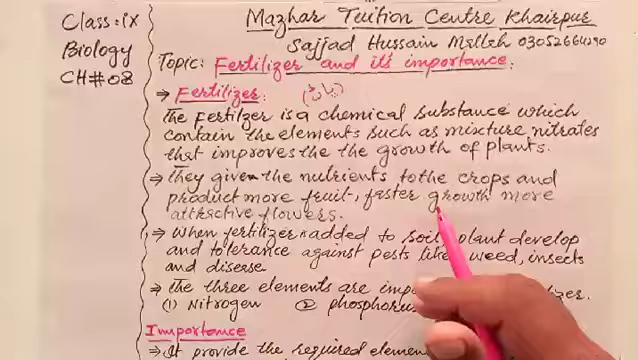 Class: ix
Biology
CH#08
Mazhar Tuition Centre Khairpur
Sajjad Hussain Malleh
Topic: Fertilizer and its importance:
⇒ Fertilizer:
The Fertilzer is a chemical substance which
contain the elements such as mixture nitrates
that improves the the growth of plants.
⇒ They given the nutrients to the crops and
product more fruit, faster growth more
attractive flowers.
⇒ When fertilizer is added to soil, plant develop
and tolerance against pests like weed, insects
and disease.
⇒ The three elements are
(1) Nitrogen ②
Importance
⇒ It provide the required